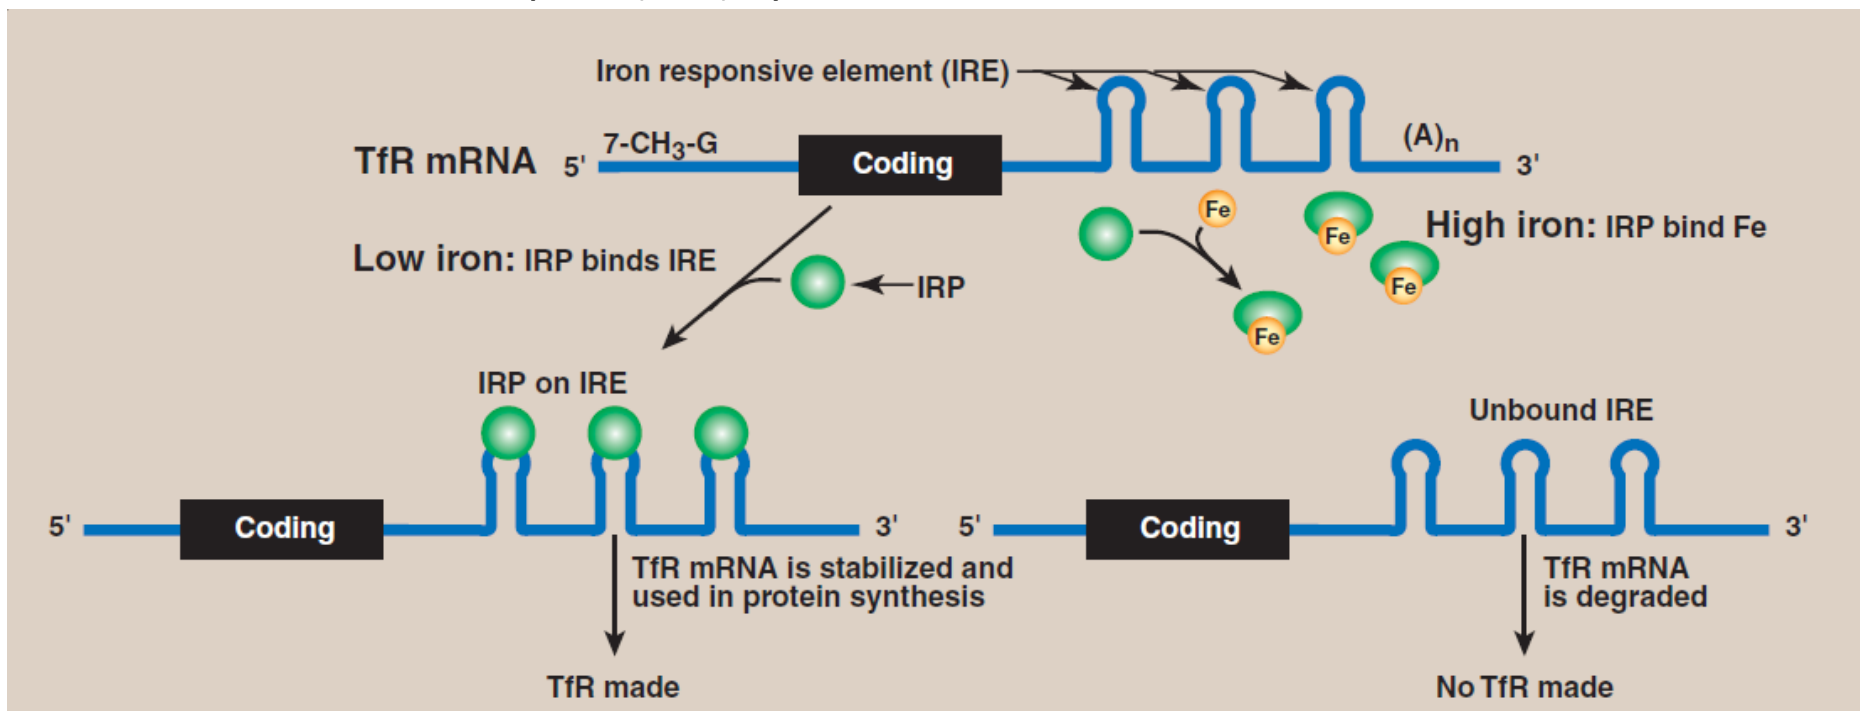 Iron responsive element (IRE)
TfR mRNA
5'
7-CH₃-G
Coding
(A)ₙ
3'
Low iron: IRP binds IRE
IRP
Fe
Fe
Fe
Fe
High iron: IRP bind Fe
IRP on IRE
5'
Coding
3'
TfR mRNA is stabilized and
used in protein synthesis
TfR made
Unbound IRE
5'
Coding
3'
TfR mRNA
is degraded
No TfR made